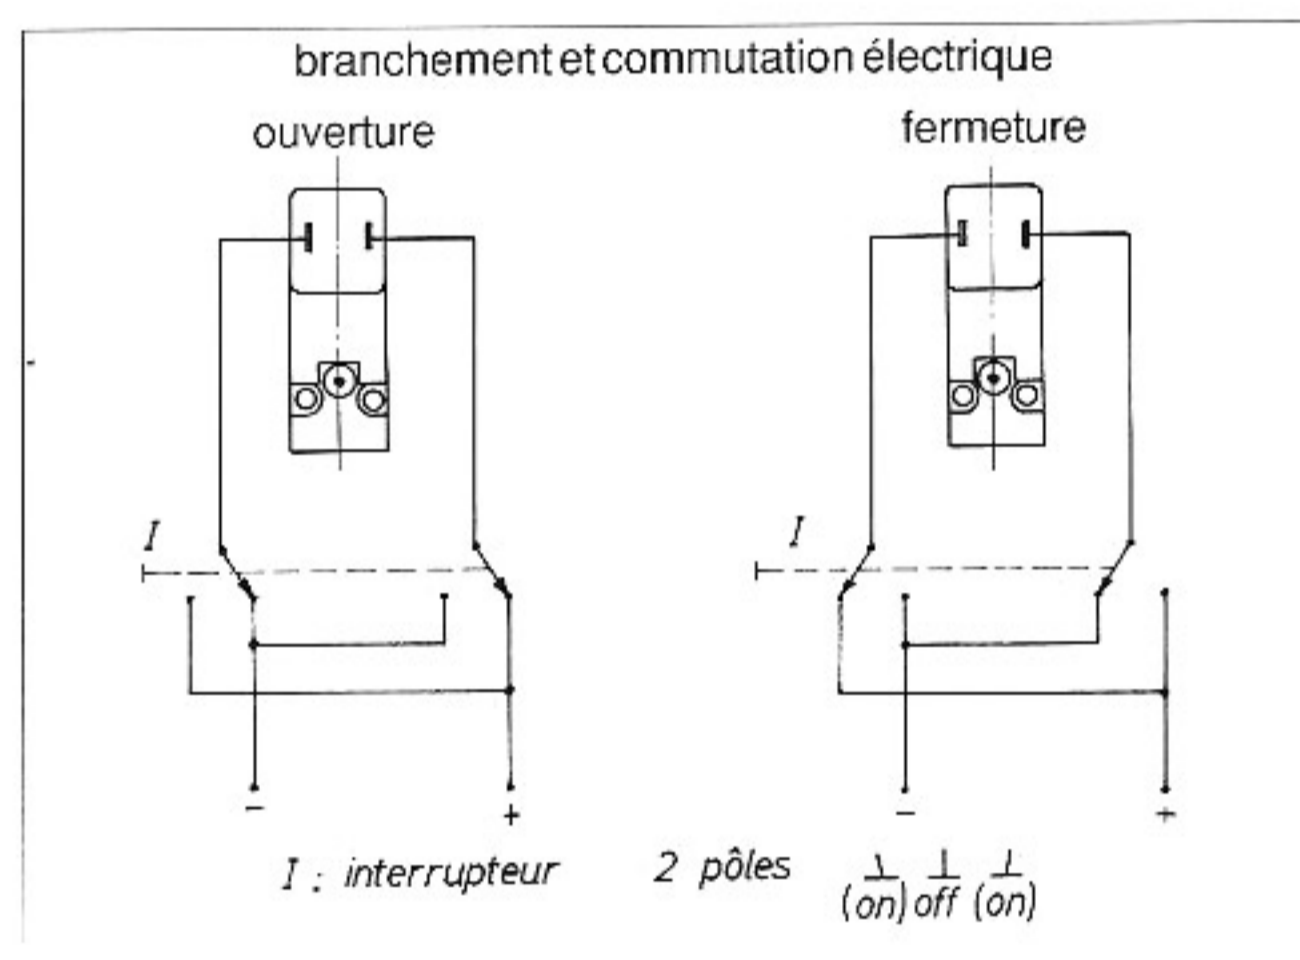 branchement et commutation électrique
ouverture fermeture
I I
- + - +
I : interrupteur 2 pôles
(on) off (on)